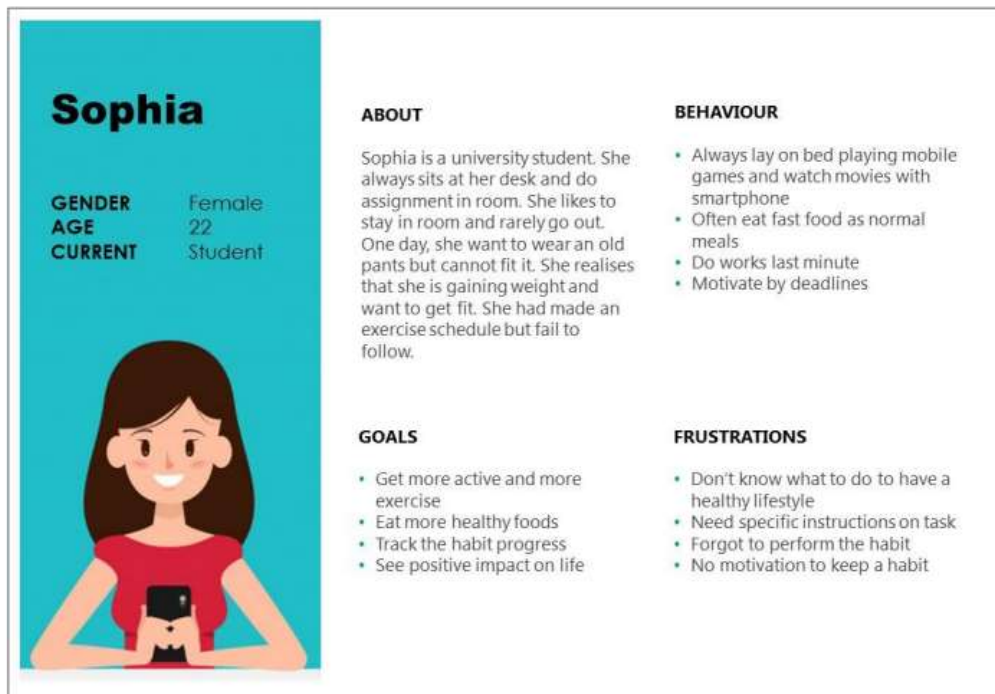 Sophia
GENDER Female
AGE 22
CURRENT Student
ABOUT
Sophia is a university student. She
always sits at her desk and do
assignment in room. She likes to
stay in room and rarely go out.
One day, she want to wear an old
pants but cannot fit it. She realises
that she is gaining weight and
want to get fit. She had made an
exercise schedule but fail to
follow.
BEHAVIOUR
• Always lay on bed playing mobile
games and watch movies with
smartphone
• Often eat fast food as normal
meals
• Do works last minute
• Motivate by deadlines
GOALS
• Get more active and more
exercise
• Eat more healthy foods
• Track the habit progress
• See positive impact on life
FRUSTRATIONS
• Don't know what to do to have a
healthy lifestyle
• Need specific instructions on task
• Forgot to perform the habit
• No motivation to keep a habit